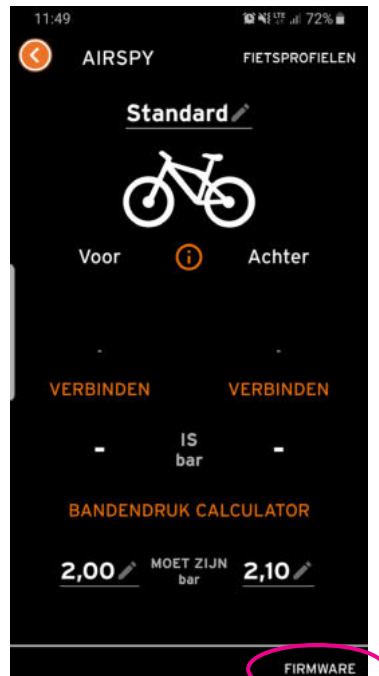 11:49 LTE 72%
AIRSPY FIETSPROFIELEN
Standard
Voor Achter
- -
VERBINDEN VERBINDEN
- IS -
bar
BANDENDRUK CALCULATOR
2,00 MOET ZIJN 2,10
bar
FIRMWARE